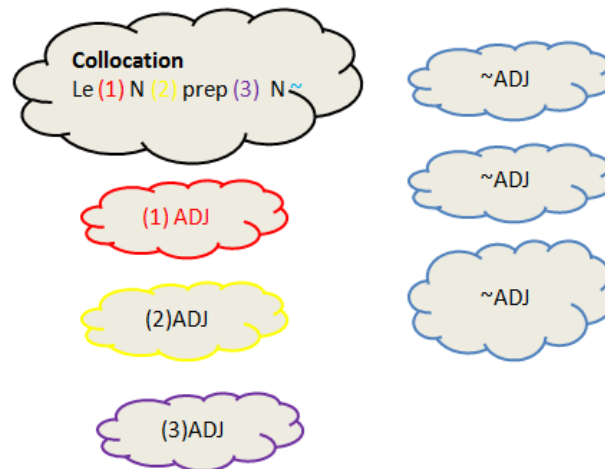 Collocation
Le (1) N (2) prep (3) N ~
(1) ADJ
(2)ADJ
(3)ADJ
~ADJ
~ADJ
~ADJ